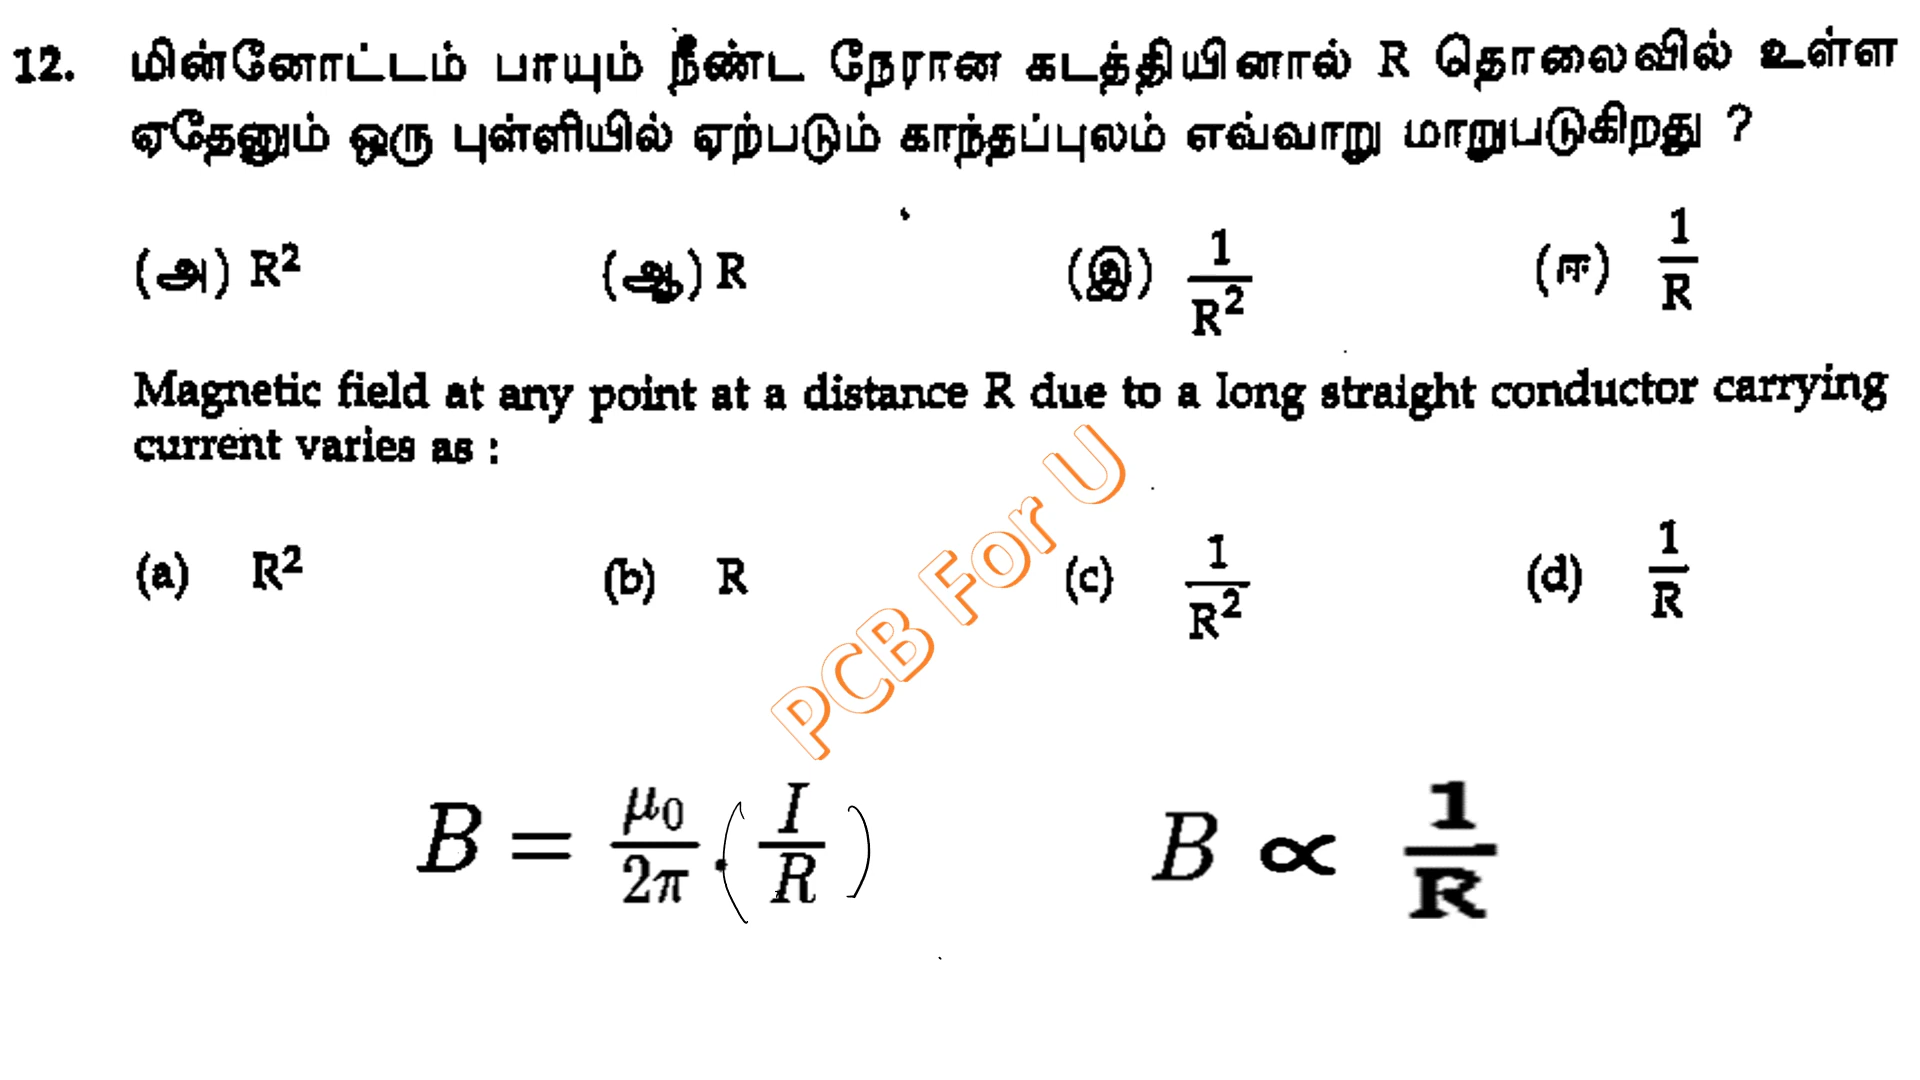 12. மின்னோட்டம் பாயும் நீண்ட நேரான கடத்தியினால் R தொலைவில் உள்ள
ஏதேனும் ஒரு புள்ளியில் ஏற்படும் காந்தப்புலம் எவ்வாறு மாறுபடுகிறது ?
(அ) R² (ஆ) R (இ) 1/R² (ஈ) 1/R
Magnetic field at any point at a distance R due to a long straight conductor carrying
current varies as :
(a) R² (b) R (c) 1/R² (d) 1/R
PCB For U
B = μ₀/2π . (I/R) B ∝ 1/R